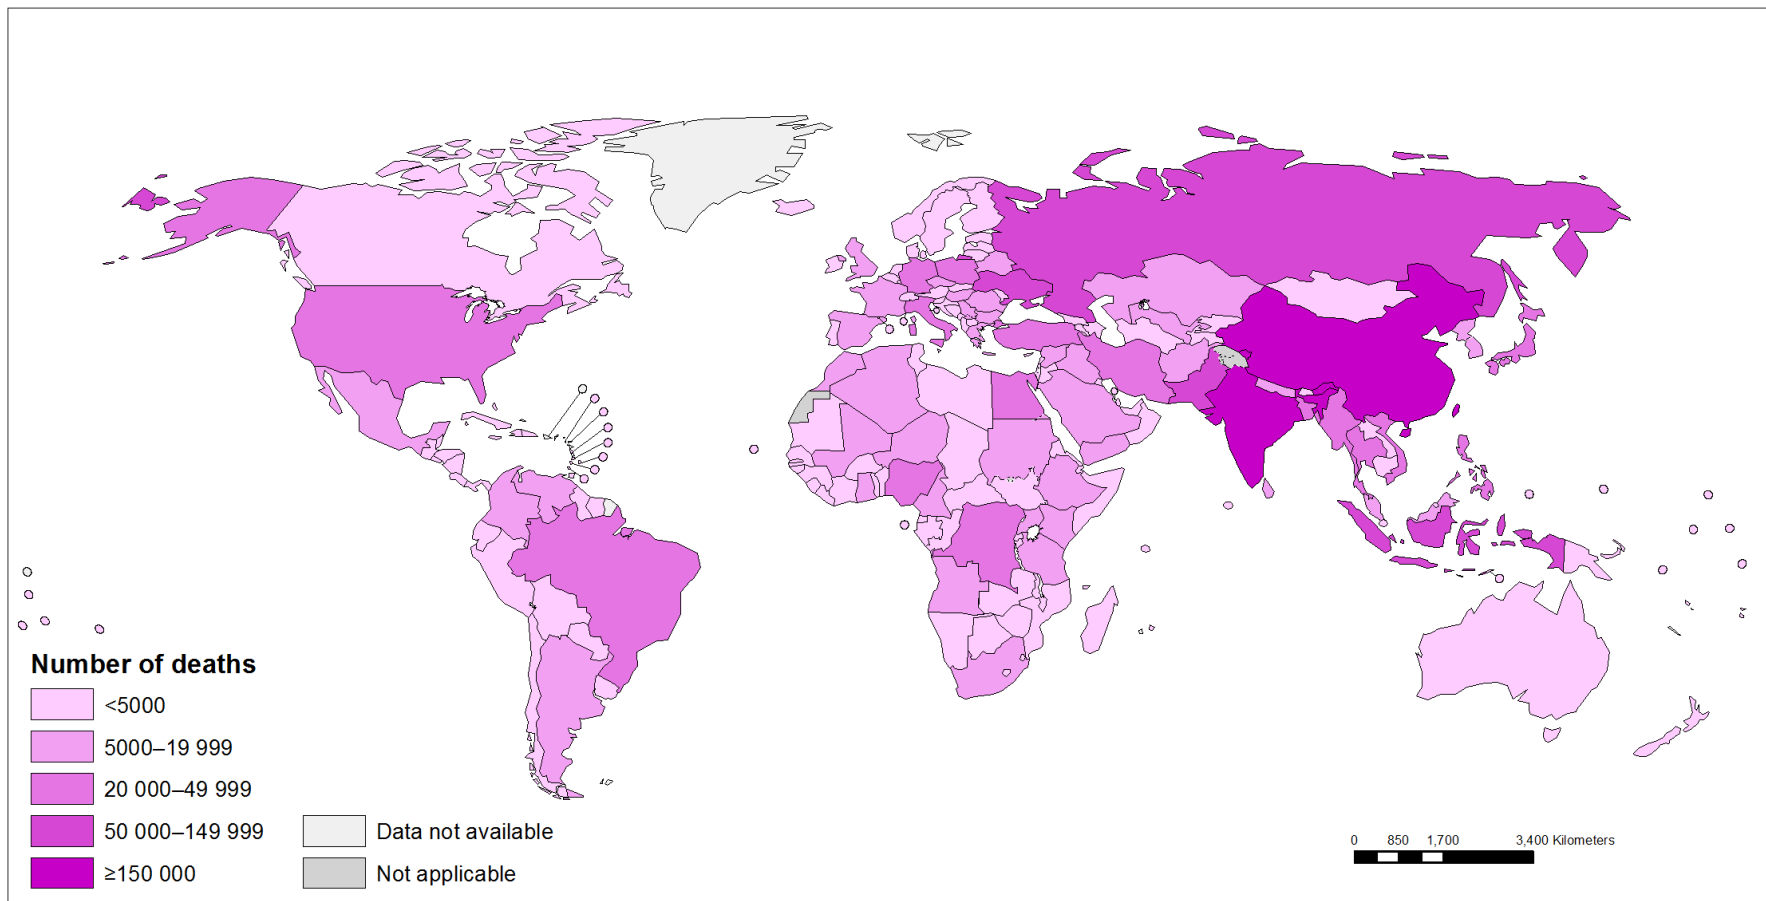 Number of deaths
<5000
5000–19 999
20 000–49 999
50 000–149 999
≥150 000
Data not available
Not applicable
0 850 1,700 3,400 Kilometers